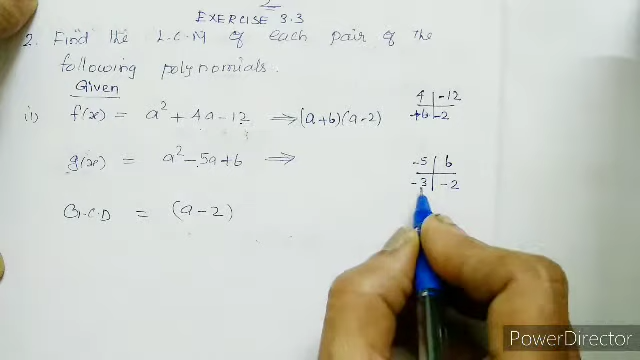 EXERCISE 3.3
2. Find the L.C.M of each pair of the
following polynomials.
Given
ii) f(x) = a² + 4a - 12 ⟹ (a+6)(a-2)
4 | -12
+6 | -2
g(x) = a² - 5a + 6 ⟹
-5 | 6
-3 | -2
G.C.D = (a-2)
PowerDirector